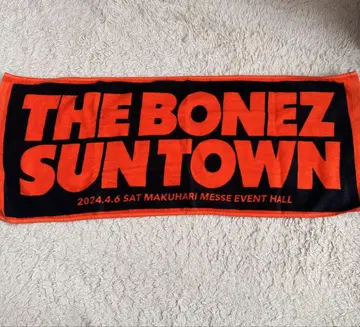 THE BONEZ
SUN TOWN
2024.4.6 SAT MAKUHARI MESSE EVENT HALL